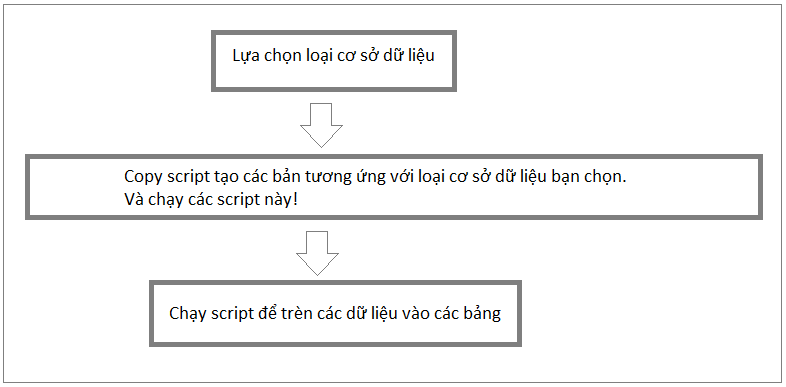 Lựa chọn loại cơ sở dữ liệu
Copy script tạo các bản tương ứng với loại cơ sở dữ liệu bạn chọn.
Và chạy các script này!
Chạy script để trèn các dữ liệu vào các bảng